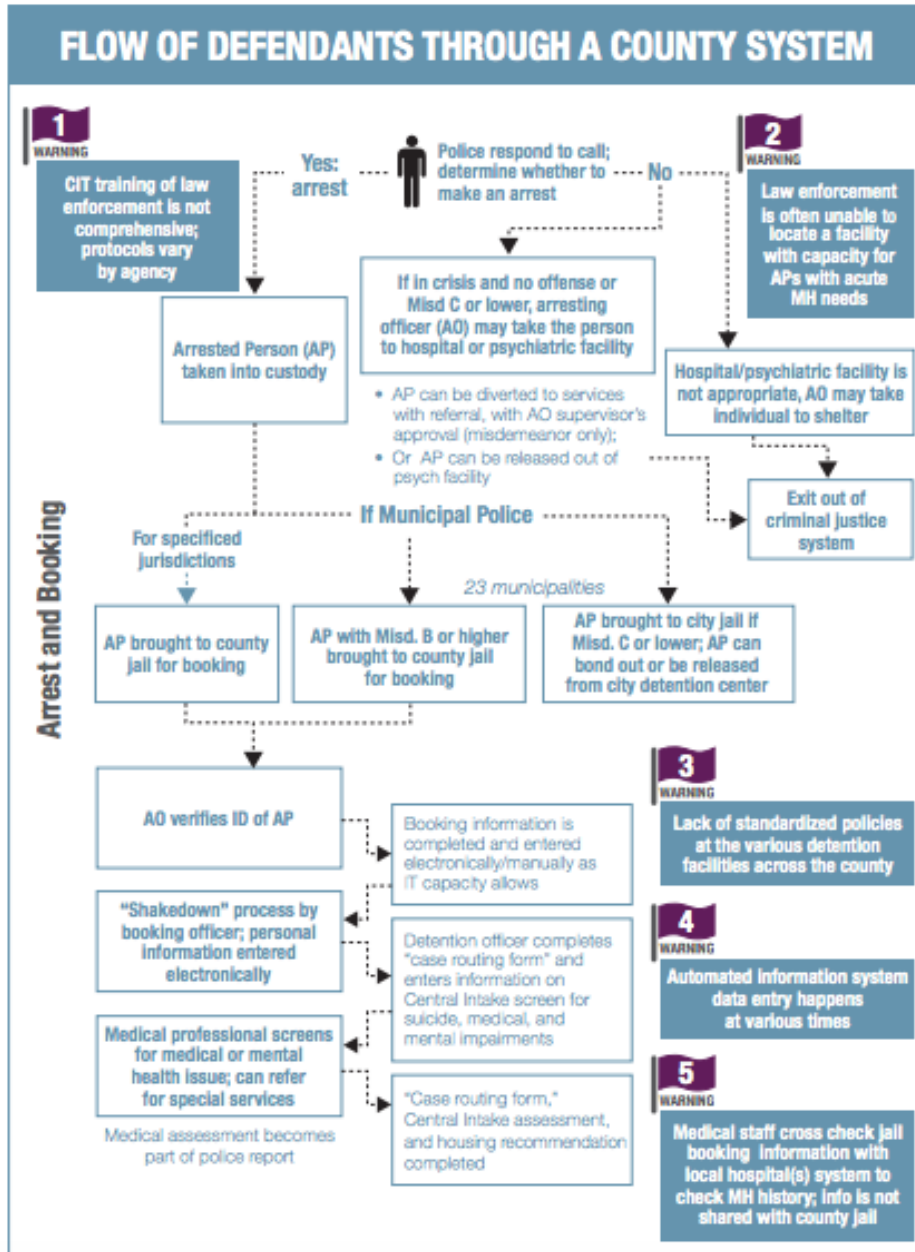 FLOW OF DEFENDANTS THROUGH A COUNTY SYSTEM
1
WARNING
CIT training of law
enforcement is not
comprehensive;
protocols vary
by agency
Yes:
arrest
Police respond to call;
determine whether to
make an arrest
No
2
WARNING
Law enforcement
is often unable to
locate a facility
with capacity for
APs with acute
MH needs
Arrested Person (AP)
taken into custody
If in crisis and no offense or
Misd C or lower, arresting
officer (AO) may take the person
to hospital or psychiatric facility
Hospital/psychiatric facility is
not appropriate, AO may take
individual to shelter
• AP can be diverted to services
with referral, with AO supervisor's
approval (misdemeanor only);
• Or AP can be released out of
psych facility
Exit out of
criminal justice
system
Arrest and Booking
For specificed
jurisdictions
If Municipal Police
23 municipalities
AP brought to county
jail for booking
AP with Misd. B or higher
brought to county jail
for booking
AP brought to city jail if
Misd. C or lower; AP can
bond out or be released
from city detention center
AO verifies ID of AP
Booking information is
completed and entered
electronically/manually as
IT capacity allows
"Shakedown" process by
booking officer; personal
information entered
electronically
Detention officer completes
"case routing form" and
enters information on
Central Intake screen for
suicide, medical, and
mental impairments
Medical professional screens
for medical or mental
health issue; can refer
for special services
Medical assessment becomes
part of police report
"Case routing form,"
Central Intake assessment,
and housing recommendation
completed
3
WARNING
Lack of standardized policies
at the various detention
facilities across the county
4
WARNING
Automated information system
data entry happens
at various times
5
WARNING
Medical staff cross check jail
booking information with
local hospital(s) system to
check MH history; info is not
shared with county jail